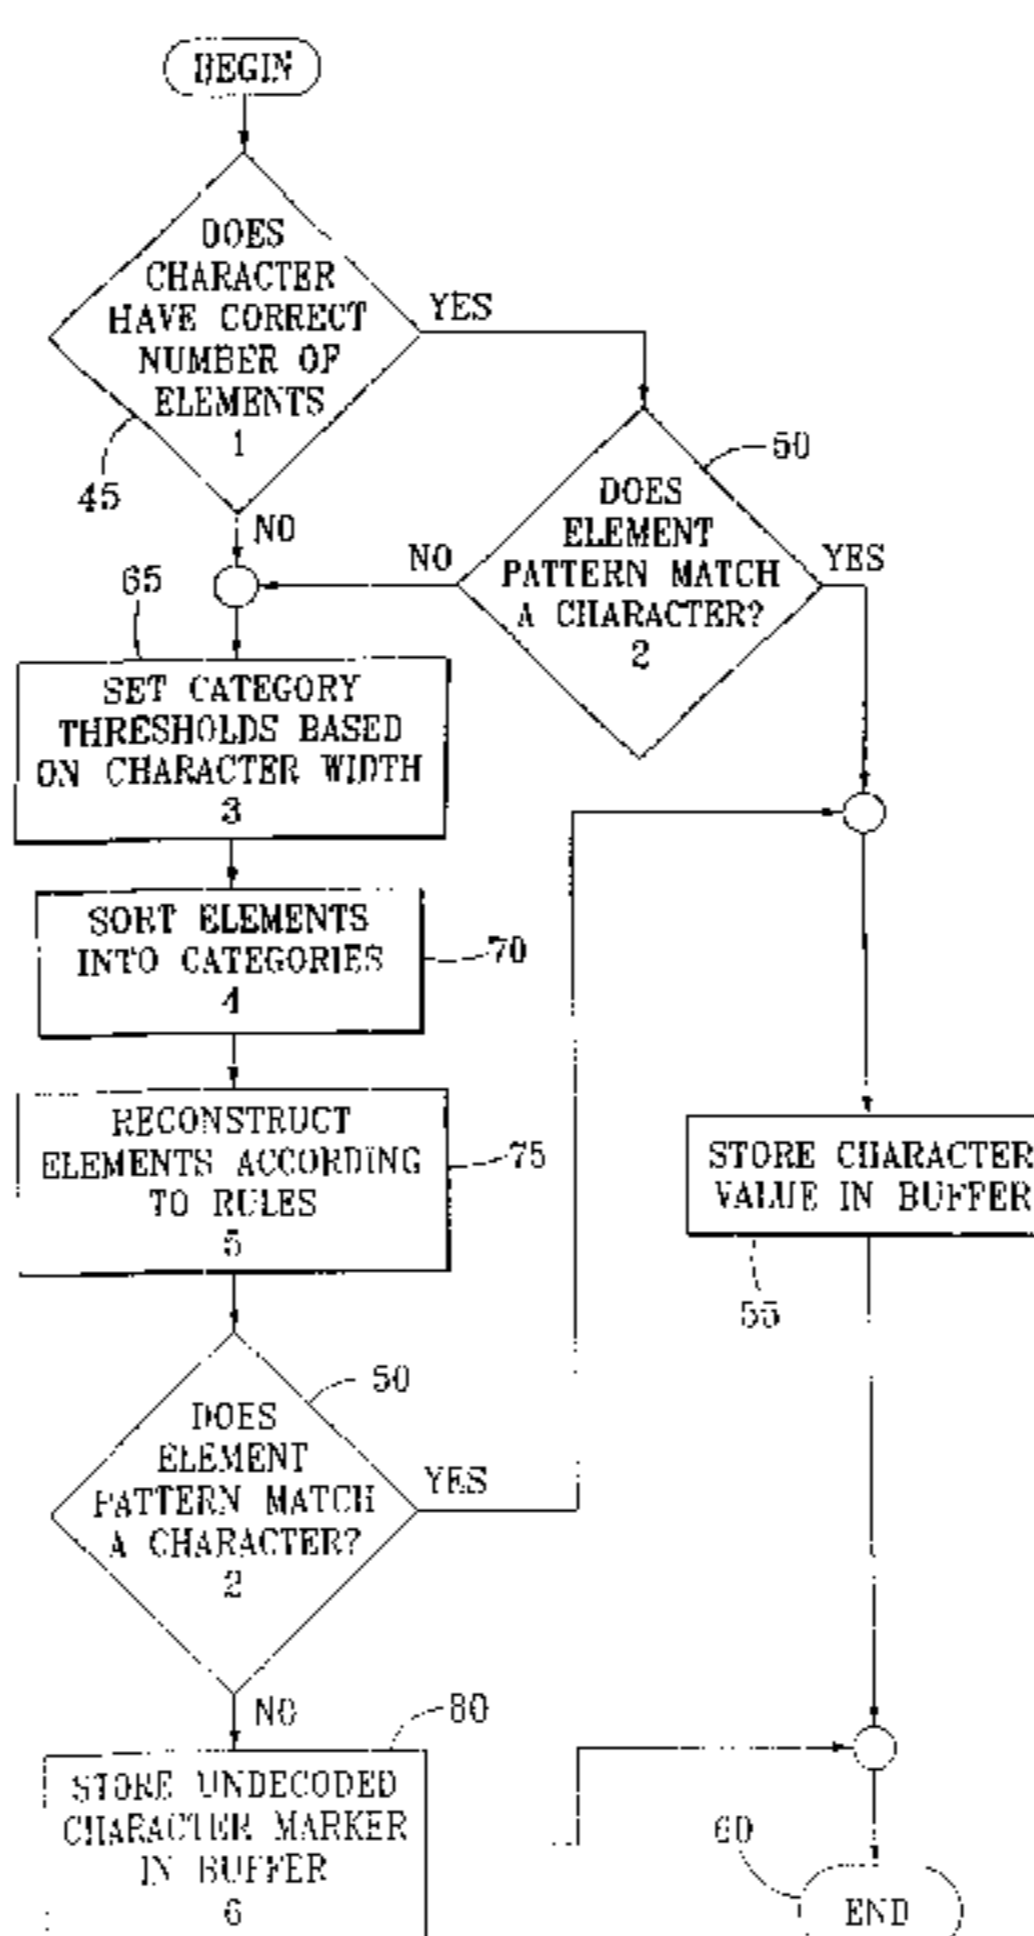 BEGIN
DOES
CHARACTER
HAVE CORRECT
NUMBER OF
ELEMENTS
1
45
YES
NO
50
DOES
ELEMENT
PATTERN MATCH
A CHARACTER?
2
NO
YES
65
SET CATEGORY
THRESHOLDS BASED
ON CHARACTER WIDTH
3
SORT ELEMENTS
INTO CATEGORIES
4
70
RECONSTRUCT
ELEMENTS ACCORDING
TO RULES
5
75
STORE CHARACTER
VALUE IN BUFFER
55
50
DOES
ELEMENT
PATTERN MATCH
A CHARACTER?
2
YES
NO
80
STORE UNDECODED
CHARACTER MARKER
IN BUFFER
6
60
END